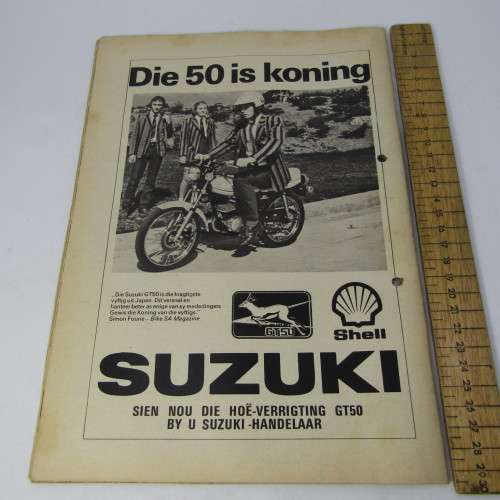 Die 50 is koning
„Die Suzuki GT50 is die kragtigste
vyftig uit Japan. Dit versnel en
hanteer beter as enige van sy mededingers
Gewis die Koning van die vyftigs."
Simon Fourie - Bike SA Magazine
GT50
Shell
SUZUKI
SIEN NOU DIE HOË-VERRIGTING GT50
BY U SUZUKI-HANDELAAR